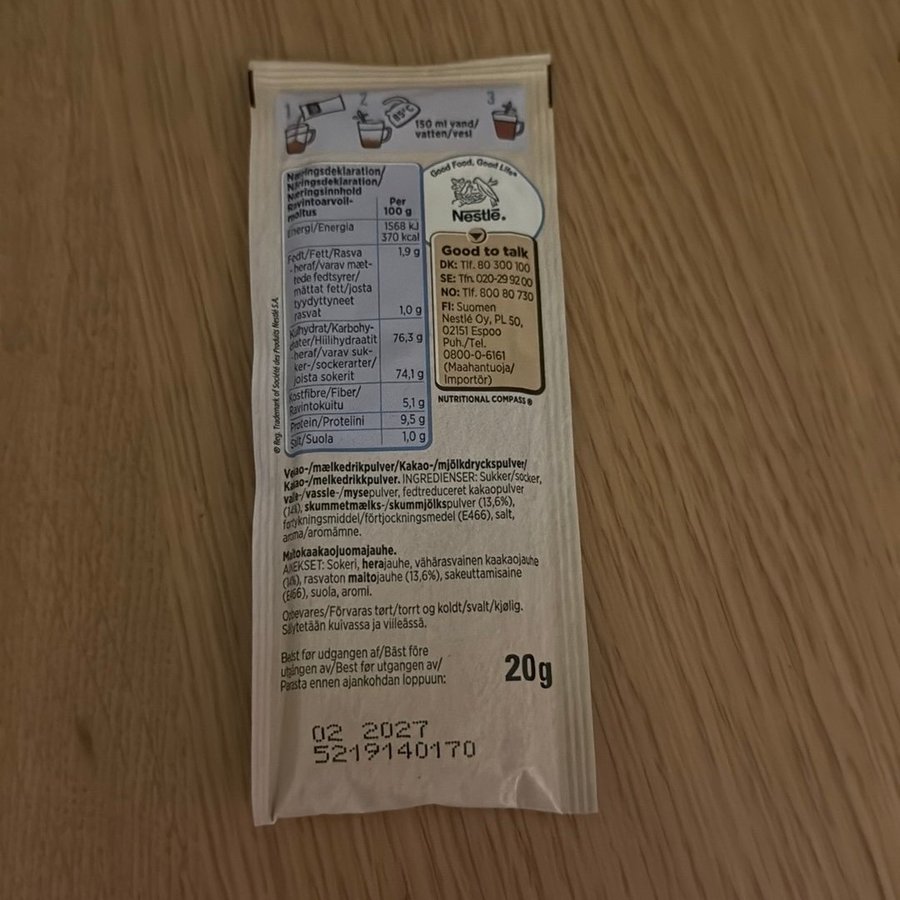 1
2
3
85°C
150 ml vand/
vatten/vesi
Næringsdeklaration/
Näringsdeklaration/
Næringsinnhold
Ravintoarvoil-
moitus
Per
100 g
Energi/Energia
1568 kJ
370 kcal
Fedt/Fett/Rasva
1,9 g
-heraf/varav mæt-
tede fedtsyrer/
mättat fett/josta
tyydyttyneet
rasvat
1,0 g
Kulhydrat/Karbohy-
drater/Hiilihydraatit
76,3 g
-heraf/varav suk-
ker-/sockerarter/
joista sokerit
74,1 g
Kostfibre/Fiber/
Ravintokuitu
5,1 g
Protein/Proteiini
9,5 g
Salt/Suola
1,0 g
® Reg. Trademark of Société des Produits Nestlé S.A.
Good Food, Good Life®
Nestlé®
Good to talk
DK: Tlf. 80 300 100
SE: Tfn. 020-29 92 00
NO: Tlf. 800 80 730
FI: Suomen
Nestlé Oy, PL 50,
02151 Espoo
Puh./Tel.
0800-0-6161
(Maahantuoja/
Importör)
NUTRITIONAL COMPASS®
-/mælkedrikpulver/Kakao-/mjölkdryckspulver/
Kakao-/melkedrikkpulver. INGREDIENSER: Sukker/socker,
valle-/vassle-/mysepulver, fedtreduceret kakaopulver
(14%), skummetmælks-/skummjölkspulver (13,6%),
fortykningsmiddel/förtjockningsmedel (E466), salt,
aroma/aromämne.
Maitokaakaojuomajauhe.
AINEKSET: Sokeri, herajauhe, vähärasvainen kaakaojauhe
(14%), rasvaton maitojauhe (13,6%), sakeuttamisaine
(E466), suola, aromi.
Opbevares/Förvaras tørt/torrt og koldt/svalt/kjølig.
Säilytetään kuivassa ja viileässä.
Bedst før udgangen af/Bäst före
utgången av/Best før utgangen av/
Parasta ennen ajankohdan loppuun:
20g
02 2027
5219140170